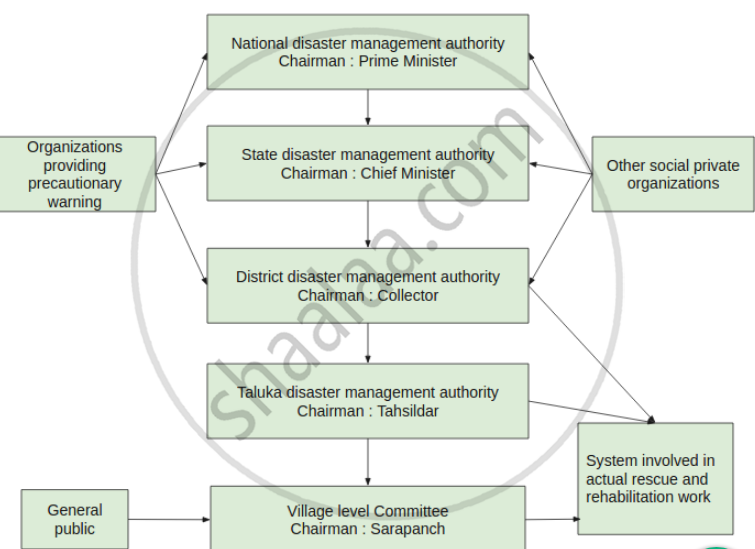 National disaster management authority
Chairman : Prime Minister
Organizations
providing
precautionary
warning
State disaster management authority
Chairman : Chief Minister
Other social private
organizations
District disaster management authority
Chairman : Collector
Taluka disaster management authority
Chairman : Tahsildar
System involved in
actual rescue and
rehabilitation work
General
public
Village level Committee
Chairman : Sarapanch
shaalaa.com